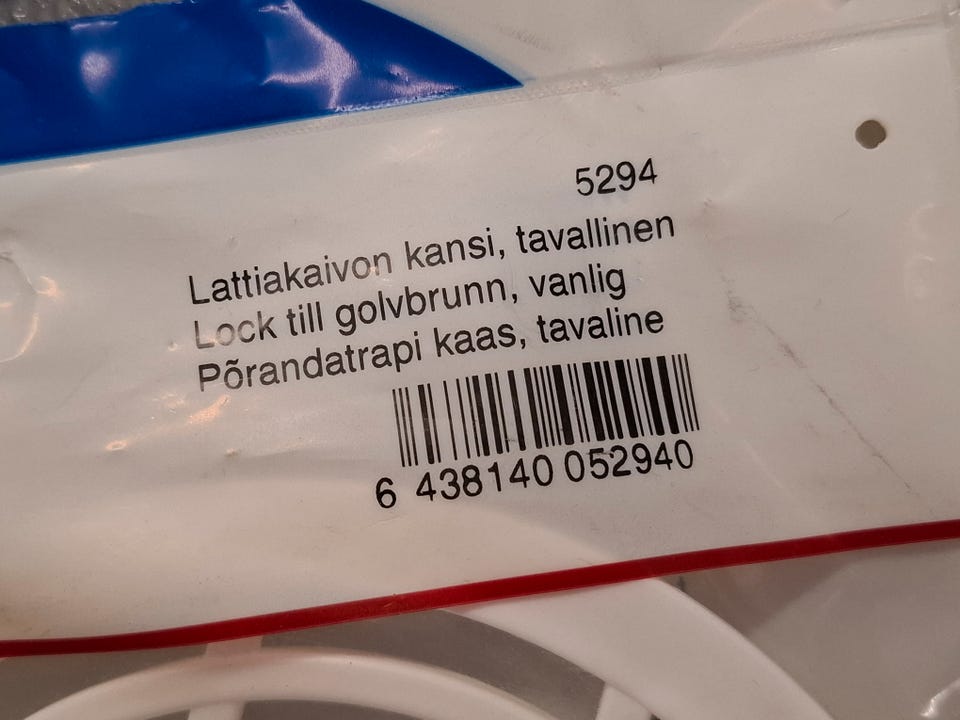 5294
Lattiakaivon kansi, tavallinen
Lock till golvbrunn, vanlig
Põrandatrapi kaas, tavaline
6 438140 052940